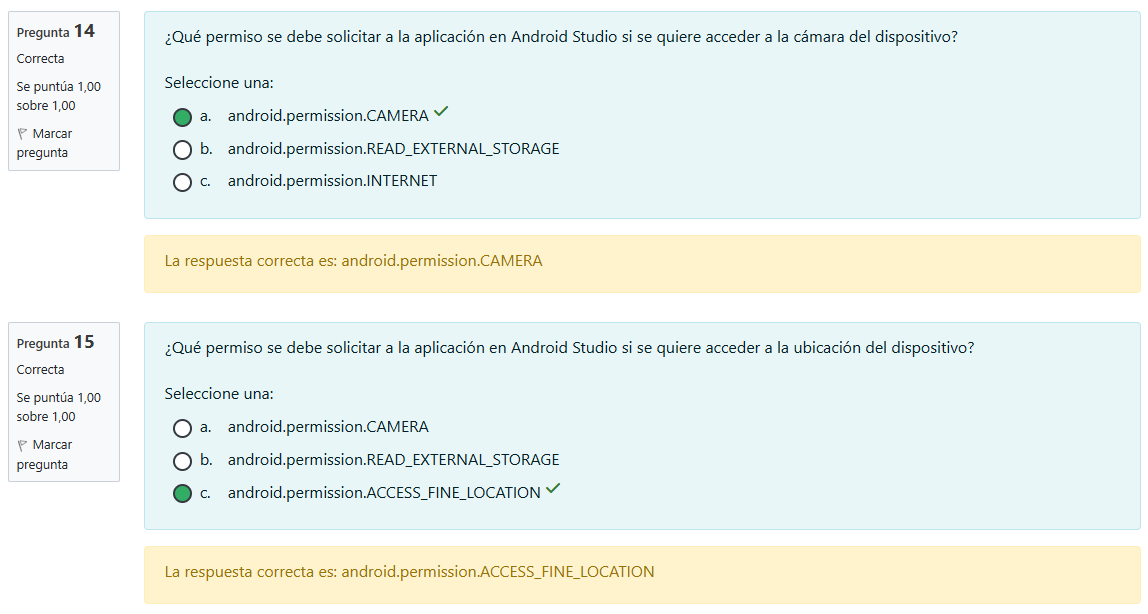 Pregunta 14
Correcta
Se puntúa 1,00
sobre 1,00
Marcar
pregunta
¿Qué permiso se debe solicitar a la aplicación en Android Studio si se quiere acceder a la cámara del dispositivo?
Seleccione una:
a. android.permission.CAMERA
b. android.permission.READ_EXTERNAL_STORAGE
c. android.permission.INTERNET
La respuesta correcta es: android.permission.CAMERA
Pregunta 15
Correcta
Se puntúa 1,00
sobre 1,00
Marcar
pregunta
¿Qué permiso se debe solicitar a la aplicación en Android Studio si se quiere acceder a la ubicación del dispositivo?
Seleccione una:
a. android.permission.CAMERA
b. android.permission.READ_EXTERNAL_STORAGE
c. android.permission.ACCESS_FINE_LOCATION
La respuesta correcta es: android.permission.ACCESS_FINE_LOCATION